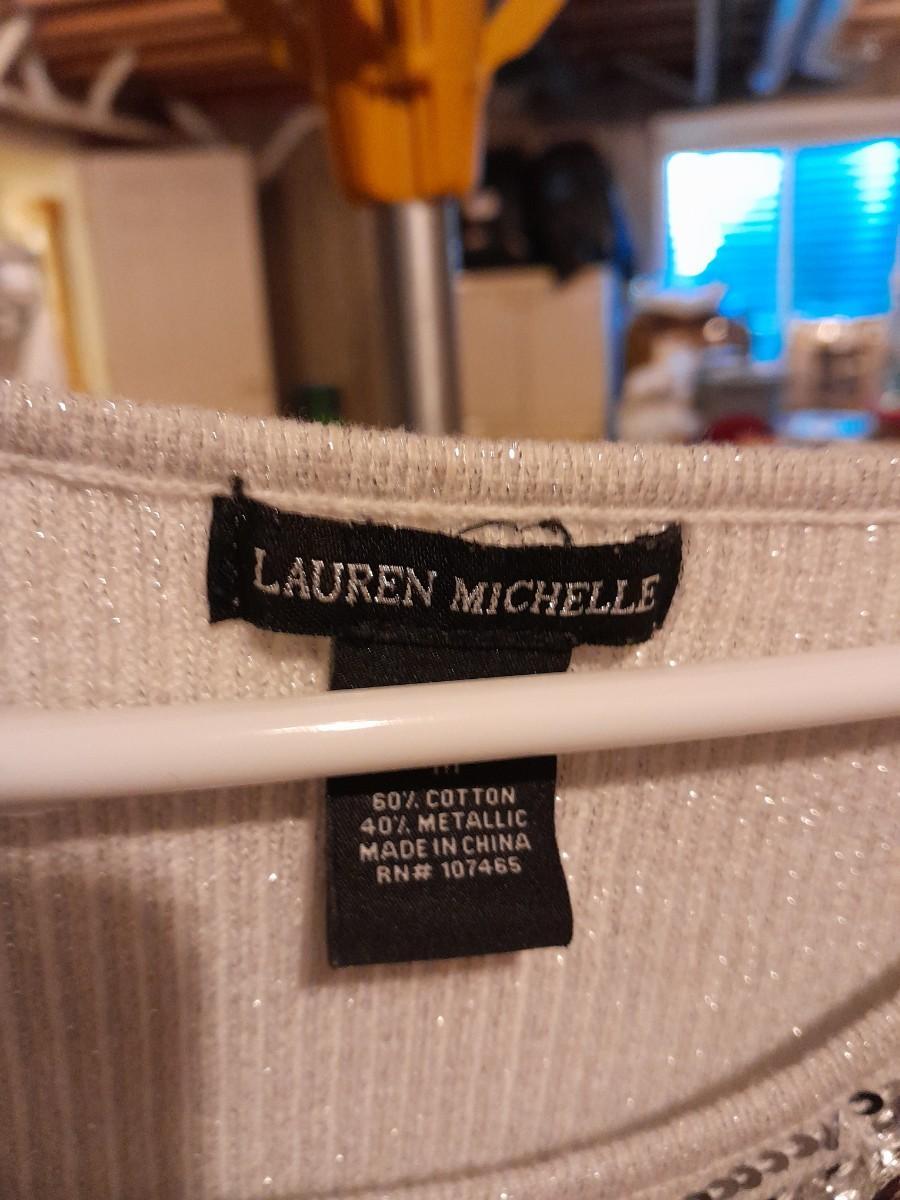 LAUREN MICHELLE
60% COTTON
40% METALLIC
MADE IN CHINA
RN# 107465